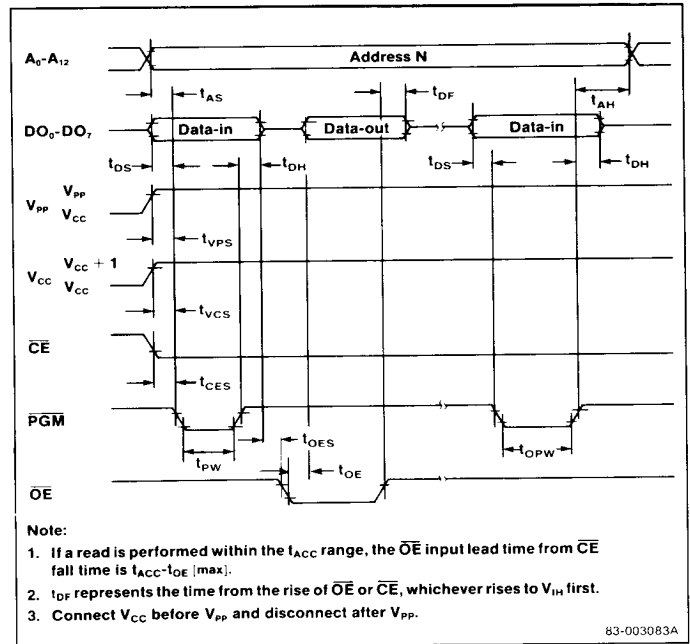 A₀-A₁₂
Address N
tAS
tDF
tAH
DO₀-DO₇
Data-in
Data-out
Data-in
tDS
tDH
tDS
tDH
VPP
VPP
VCC
tVPS
VCC
VCC + 1
VCC
tVCS
CE
tCES
PGM
tOES
tPW
tOE
tOPW
OE
Note:
1. If a read is performed within the tACC range, the OE input lead time from CE
fall time is tACC-tOE [max].
2. tDF represents the time from the rise of OE or CE, whichever rises to VIH first.
3. Connect VCC before VPP and disconnect after VPP.
83-003083A